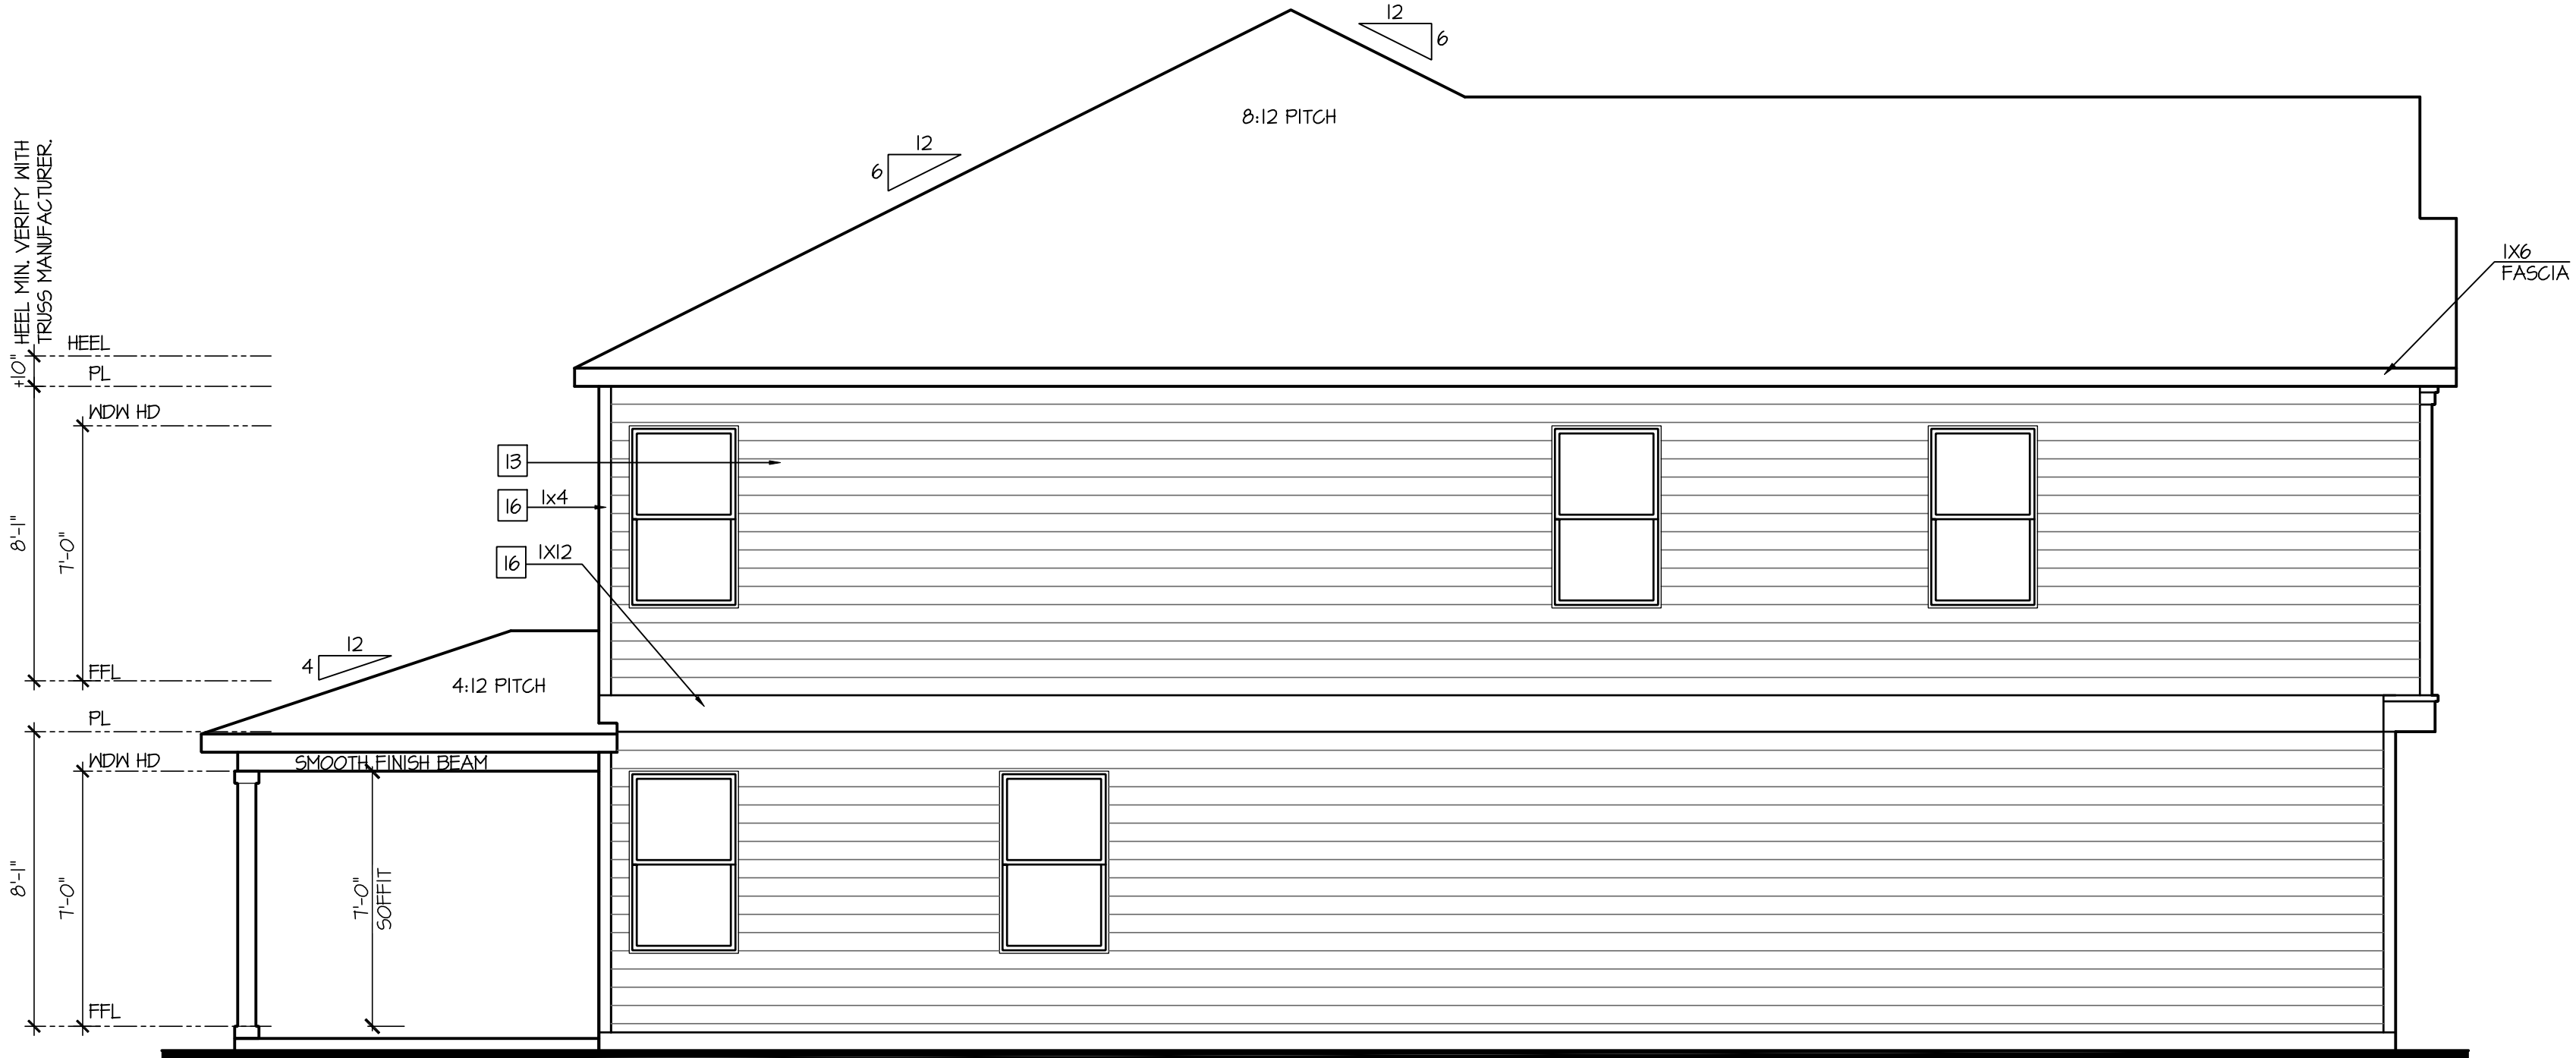 12
6
8:12 PITCH
12
6
+10" HEEL MIN. VERIFY WITH
TRUSS MANUFACTURER.
1X6
FASCIA
HEEL
PL
WDW HD
13
16 1x4
16 1X12
8'-1"
7'-0"
12
4
4:12 PITCH
FFL
PL
WDW HD
SMOOTH FINISH BEAM
8'-1"
7'-0"
7'-0"
SOFFIT
FFL